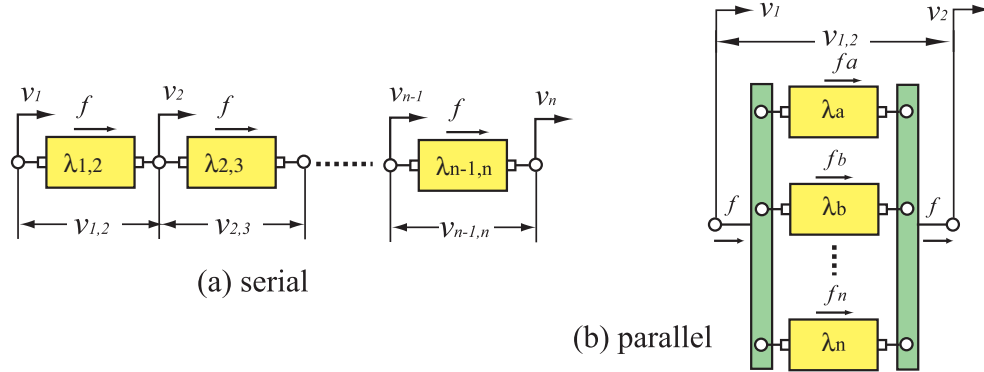 v1 f v2 f vn-1 f vn
λ1,2 λ2,3 λn-1,n
v1,2 v2,3 vn-1,n
(a) serial
v1 v2
v1,2
fa
λa
fb
λb
f f
fn
λn
(b) parallel